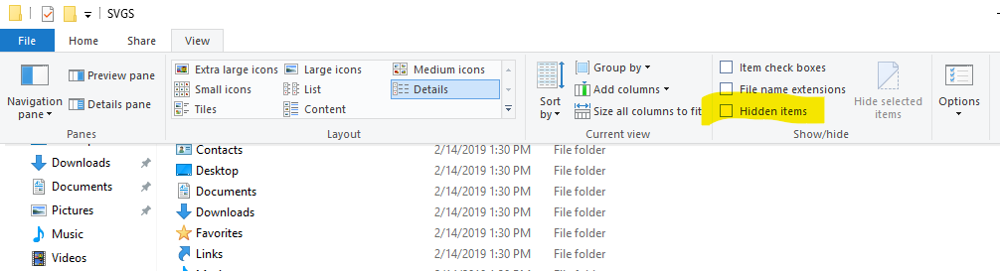 SVGS
File Home Share View
Navigation pane
Preview pane
Details pane
Panes
Extra large icons Large icons Medium icons
Small icons List Details
Tiles Content
Layout
Sort by
Group by
Add columns
Size all columns to fit
Current view
Item check boxes
File name extensions
Hidden items
Hide selected items
Show/hide
Options
Downloads
Documents
Pictures
Music
Videos
Contacts 2/14/2019 1:30 PM File folder
Desktop 2/14/2019 1:30 PM File folder
Documents 2/14/2019 1:30 PM File folder
Downloads 2/14/2019 1:30 PM File folder
Favorites 2/14/2019 1:30 PM File folder
Links 2/14/2019 1:30 PM File folder